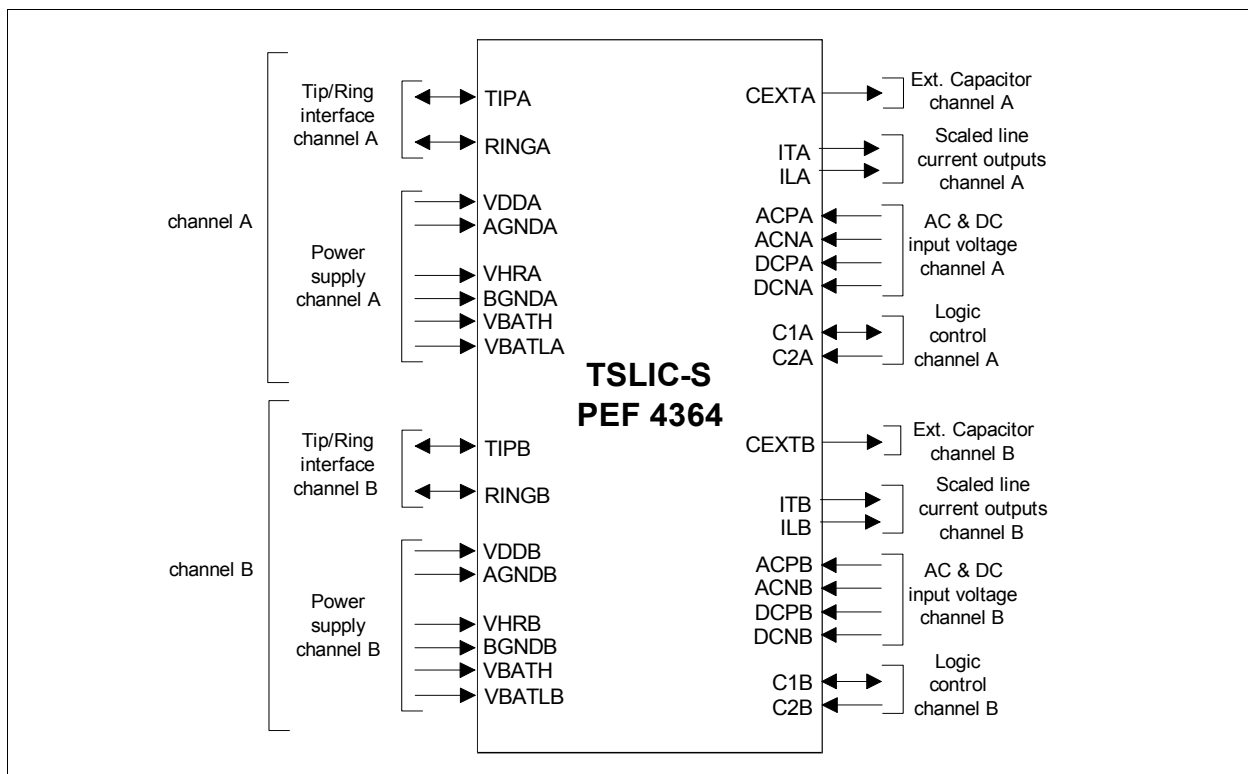 channel A
Tip/Ring
interface
channel A
TIPA
RINGA
Power
supply
channel A
VDDA
AGNDA
VHRA
BGNDA
VBATH
VBATLA
channel B
Tip/Ring
interface
channel B
TIPB
RINGB
Power
supply
channel B
VDDB
AGNDB
VHRB
BGNDB
VBATH
VBATLB
TSLIC-S
PEF 4364
CEXTA
Ext. Capacitor
channel A
ITA
ILA
Scaled line
current outputs
channel A
ACPA
ACNA
DCPA
DCNA
AC & DC
input voltage
channel A
C1A
C2A
Logic
control
channel A
CEXTB
Ext. Capacitor
channel B
ITB
ILB
Scaled line
current outputs
channel B
ACPB
ACNB
DCPB
DCNB
AC & DC
input voltage
channel B
C1B
C2B
Logic
control
channel B